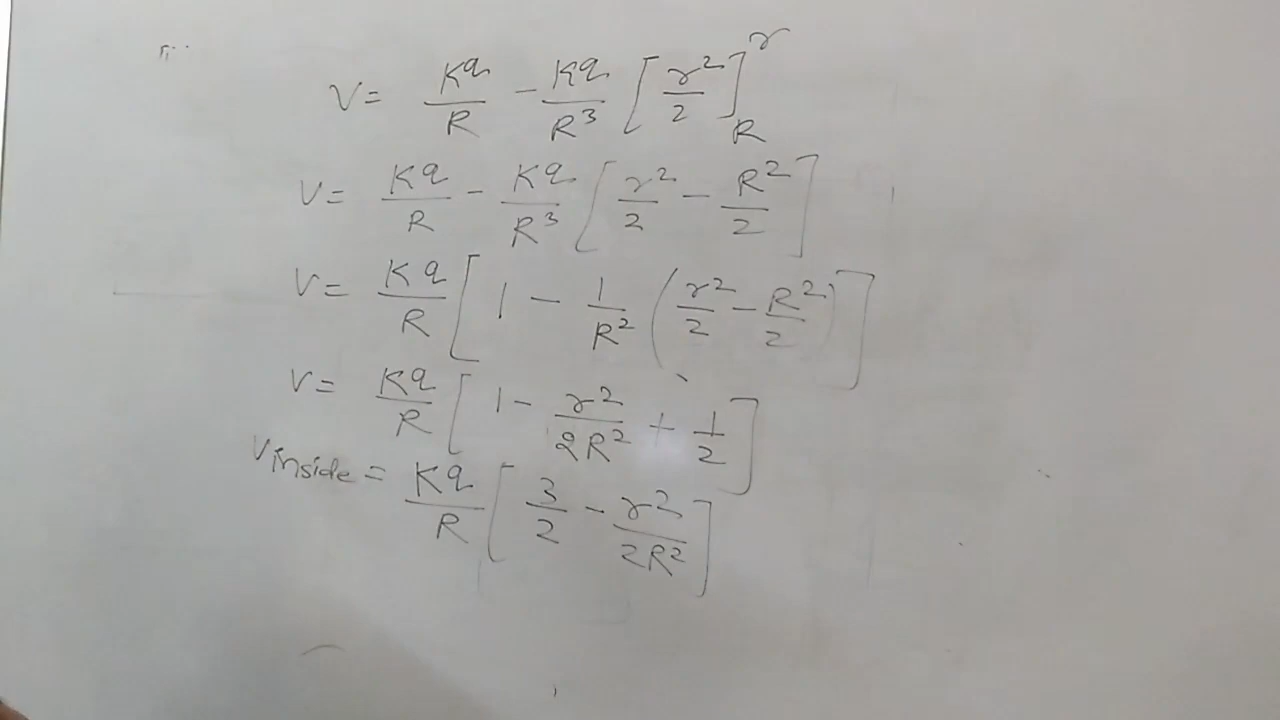 V = Kq/R - Kq/R³ [r²/2]_R^r
V = Kq/R - Kq/R³ [r²/2 - R²/2]
V = Kq/R [1 - 1/R² (r²/2 - R²/2)]
V = Kq/R [1 - r²/2R² + 1/2]
Vinside = Kq/R [3/2 - r²/2R²]